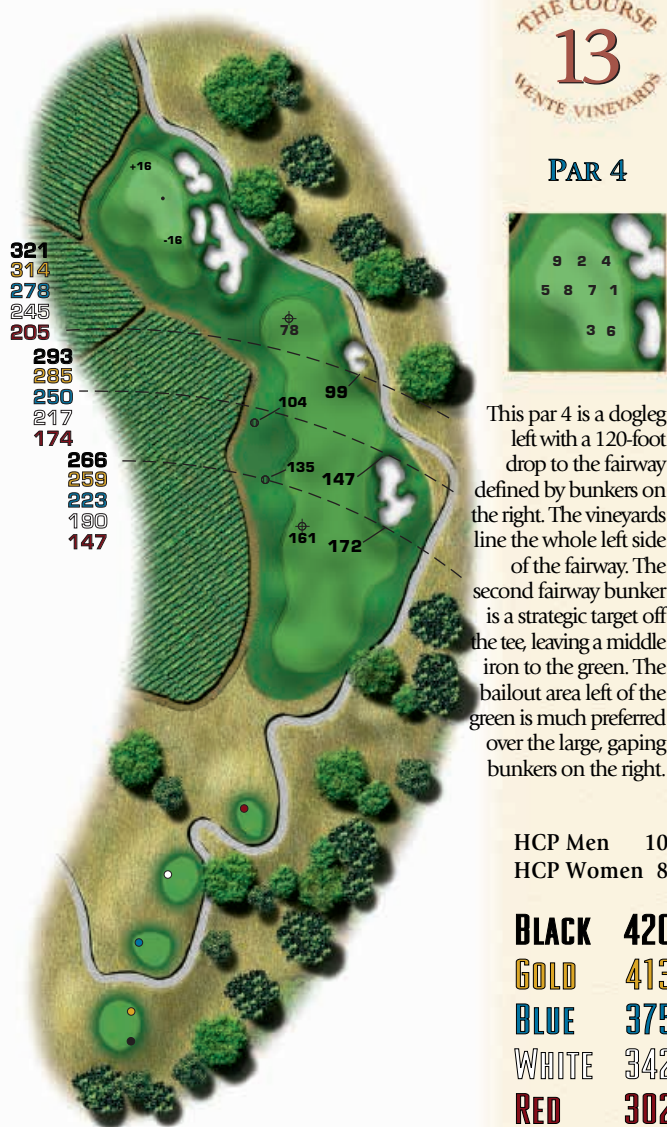 THE COURSE
13
WENTE VINEYARDS
PAR 4
9 2 4
5 8 7 1
3 6
This par 4 is a dogleg
left with a 120-foot
drop to the fairway
defined by bunkers on
the right. The vineyards
line the whole left side
of the fairway. The
second fairway bunker
is a strategic target off
the tee, leaving a middle
iron to the green. The
bailout area left of the
green is much preferred
over the large, gaping
bunkers on the right.
HCP Men 10
HCP Women 8
BLACK 420
GOLD 413
BLUE 375
WHITE 342
RED 302
+16
-16
321
314
278
245
205
293
285
250
217
174
266
259
223
190
147
78
99
104
135
147
161
172